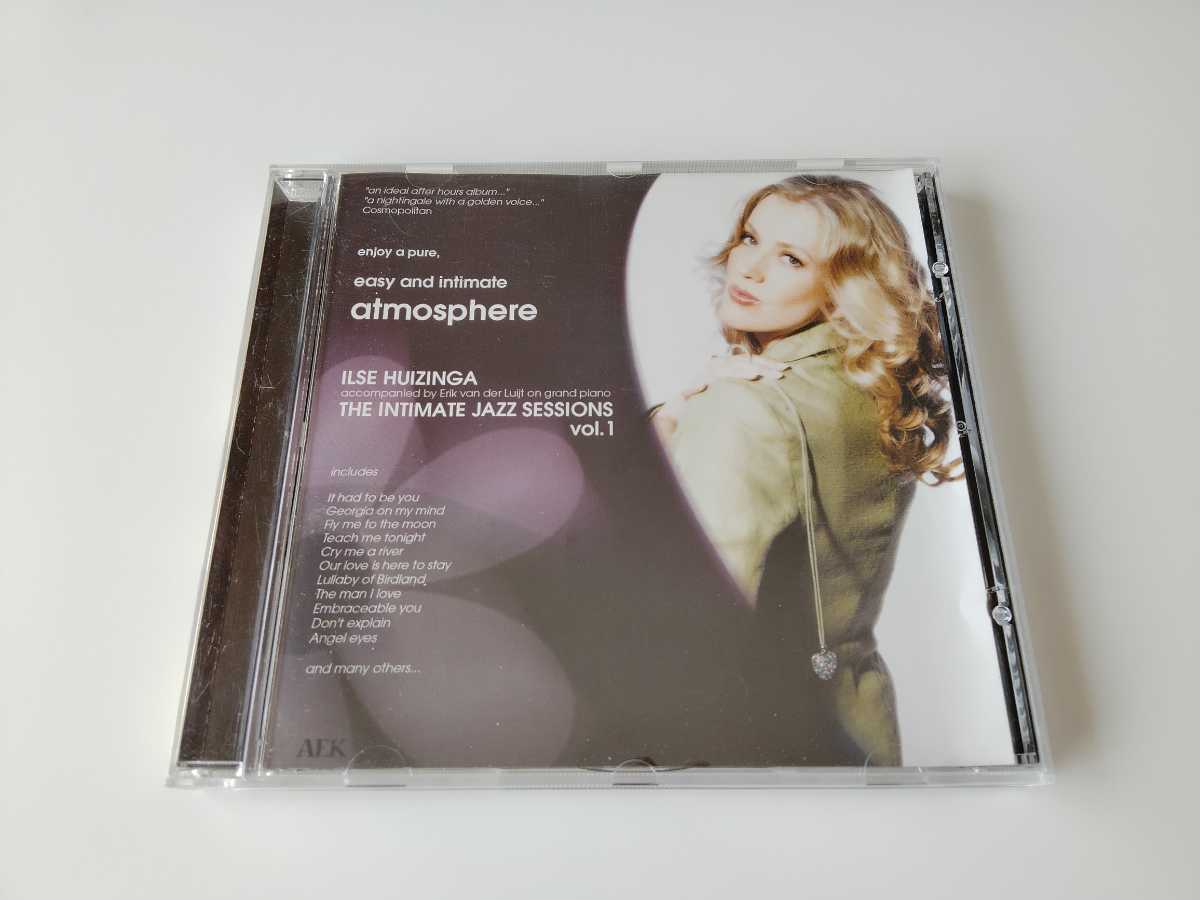 "an ideal after hours album..."
"a nightingale with a golden voice..."
Cosmopolitan
enjoy a pure,
easy and intimate
atmosphere
ILSE HUIZINGA
accompanied by Erik van der Luijt on grand piano
THE INTIMATE JAZZ SESSIONS
vol.1
includes
It had to be you
Georgia on my mind
Fly me to the moon
Teach me tonight
Cry me a river
Our love is here to stay
Lullaby of Birdland
The man I love
Embraceable you
Don't explain
Angel eyes
and many others...
AEK